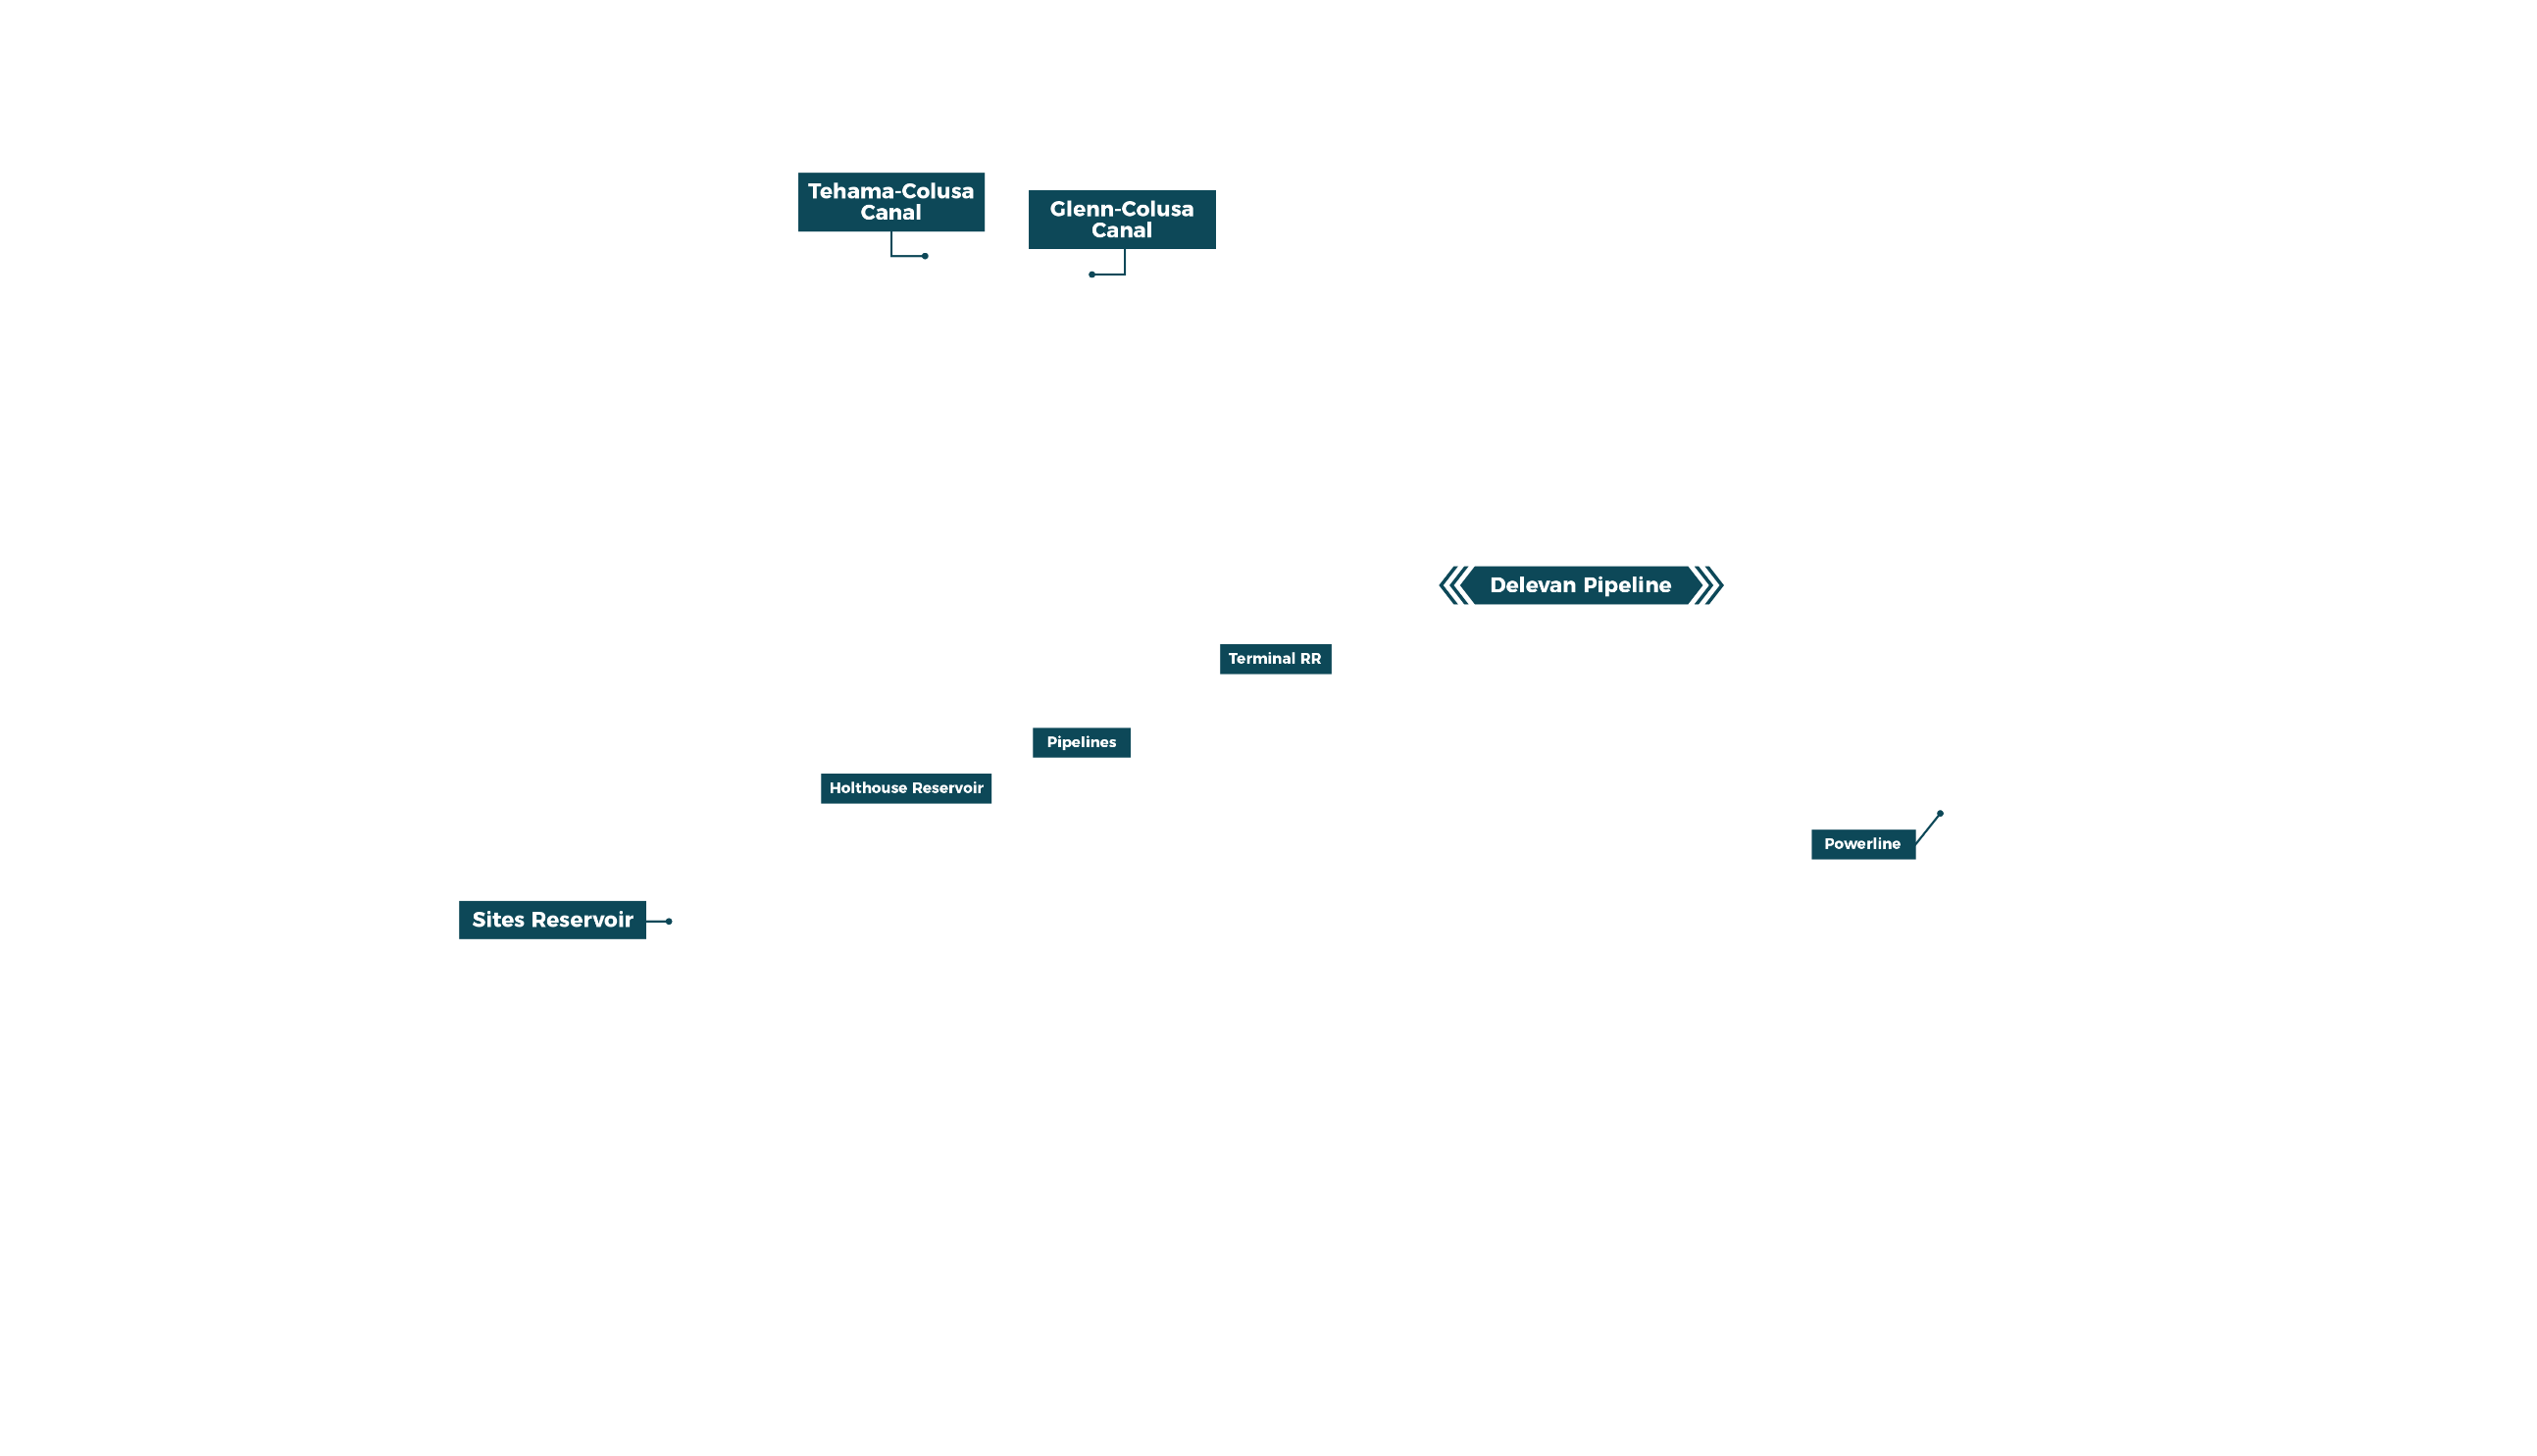 Tehama-Colusa
Canal
Glenn-Colusa
Canal
Delevan Pipeline
Terminal RR
Pipelines
Holthouse Reservoir
Powerline
Sites Reservoir